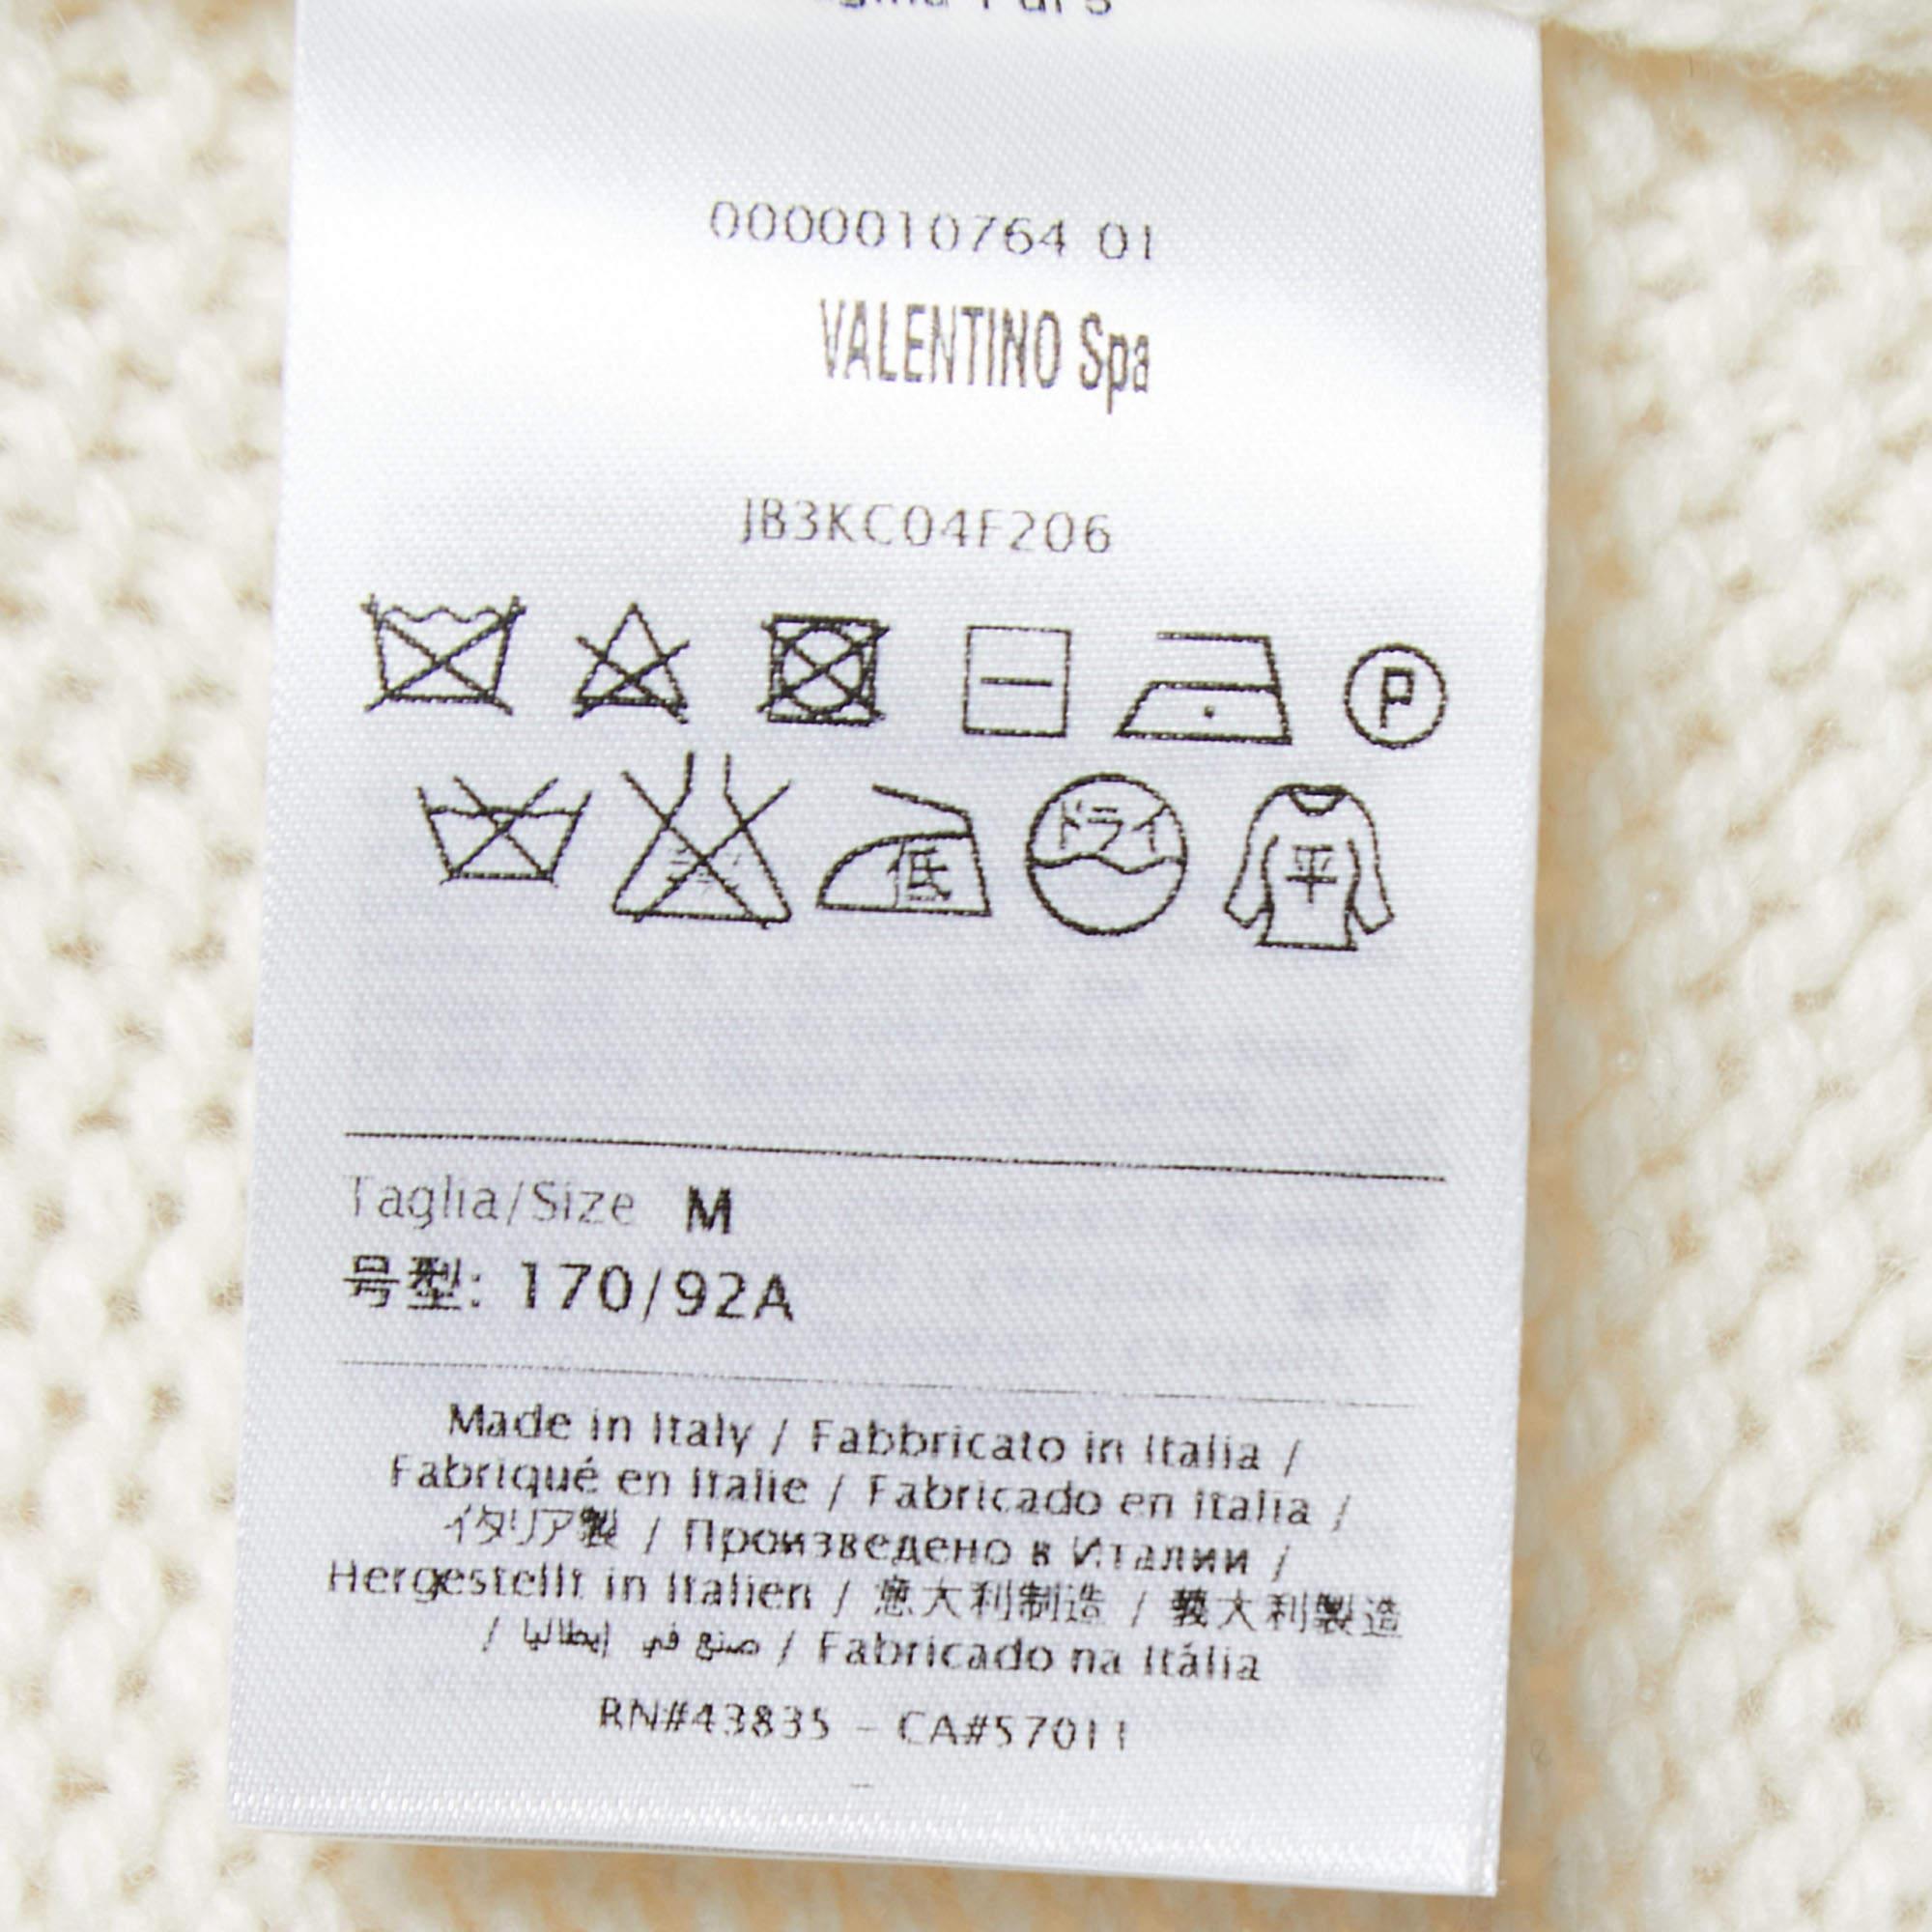 0000010764 01
VALENTINO Spa
JB3KC04F206
P
低 ドライ 平
Taglia/Size M
号型: 170/92A
Made in Italy / Fabbricato in Italia /
Fabriqué en Italie / Fabricado en Italia /
イタリア製 / Произведено в Италии /
Hergestellt in Italien / 意大利制造 / 義大利製造
/ صنع في إيطاليا / Fabricado na Itália
RN#43835 - CA#57011